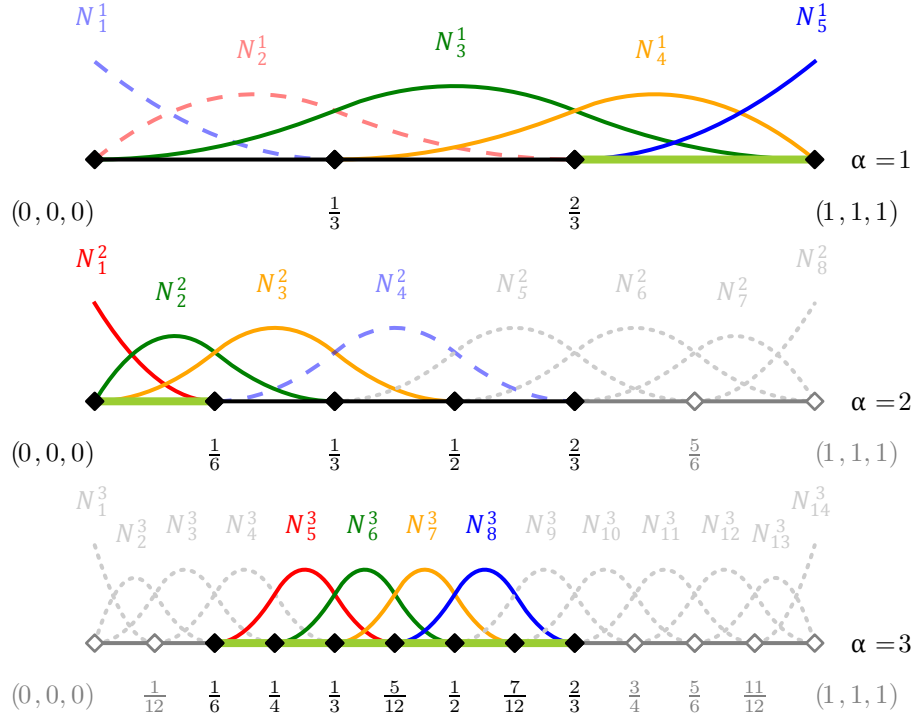 N_1^1 N_2^1 N_3^1 N_4^1 N_5^1
α = 1
(0, 0, 0) 1/3 2/3 (1, 1, 1)
N_1^2 N_2^2 N_3^2 N_4^2 N_5^2 N_6^2 N_7^2 N_8^2
α = 2
(0, 0, 0) 1/6 1/3 1/2 2/3 5/6 (1, 1, 1)
N_1^3 N_2^3 N_3^3 N_4^3 N_5^3 N_6^3 N_7^3 N_8^3 N_9^3 N_10^3 N_11^3 N_12^3 N_13^3 N_14^3
α = 3
(0, 0, 0) 1/12 1/6 1/4 1/3 5/12 1/2 7/12 2/3 3/4 5/6 11/12 (1, 1, 1)